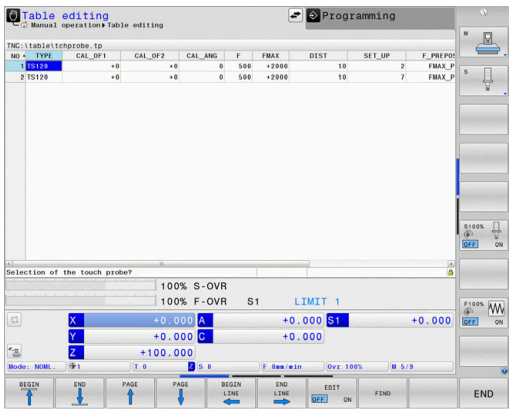 Table editing
Programming
Manual operation ▸ Table editing
TNC:\table\tchprobe.tp
NO TYPE CAL_OF1 CAL_OF2 CAL_ANG F FMAX DIST SET_UP F_PREPOS
1 TS120 +0 +0 0 500 +2000 10 2 FMAX_P
2 TS120 +0 +0 0 500 +2000 10 7 FMAX_P
M
S
Selection of the touch probe?
S100%
OFF ON
100% S-OVR
100% F-OVR S1 LIMIT 1
F100%
OFF ON
X +0.000 A +0.000 S1 +0.000
Y +0.000 C +0.000
Z +100.000
Mode: NOML. 1 T 0 Z S 0 F 0mm/min Ovr 100% M 5/9
BEGIN
END
PAGE
PAGE
BEGIN LINE
END LINE
EDIT
OFF ON
FIND
END